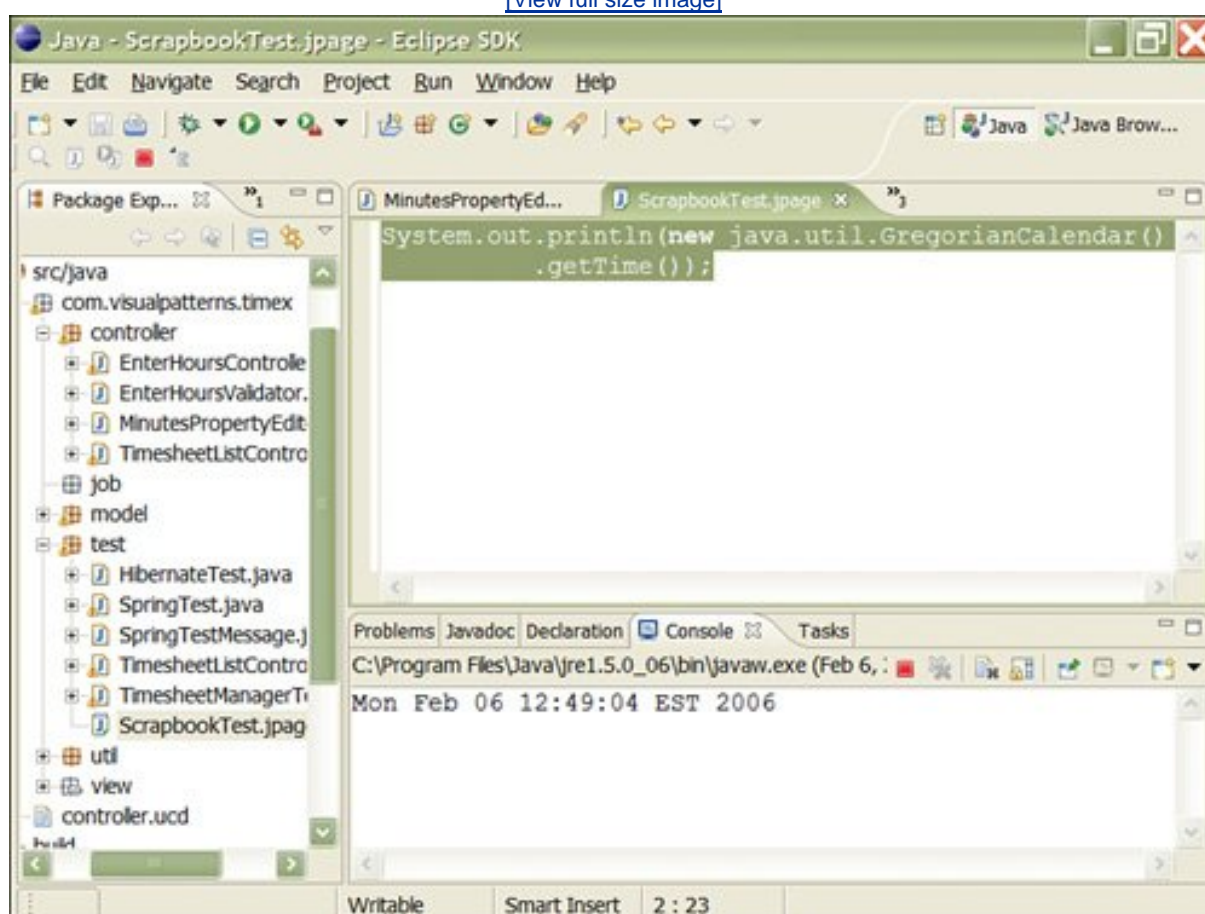 [View full size image]
Java - ScrapbookTest.jpage - Eclipse SDK
File Edit Navigate Search Project Run Window Help
Java Java Brow...
Package Exp... »1
MinutesPropertyEd... ScrapbookTest.jpage »3
System.out.println(new java.util.GregorianCalendar()
.getTime());
src/java
com.visualpatterns.timex
controller
EnterHoursControlle
EnterHoursValidator.
MinutesPropertyEdit
TimesheetListContro
job
model
test
HibernateTest.java
SpringTest.java
SpringTestMessage.j
TimesheetListContro
TimesheetManagerTe
ScrapbookTest.jpag
util
view
controller.ucd
build
Problems Javadoc Declaration Console Tasks
C:\Program Files\Java\jre1.5.0_06\bin\javaw.exe (Feb 6, :
Mon Feb 06 12:49:04 EST 2006
Writable Smart Insert 2 : 23